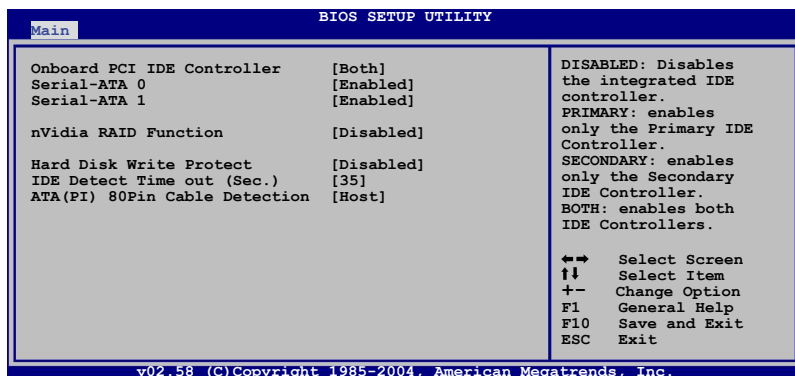 BIOS SETUP UTILITY
Main
Onboard PCI IDE Controller [Both]
Serial-ATA 0 [Enabled]
Serial-ATA 1 [Enabled]
nVidia RAID Function [Disabled]
Hard Disk Write Protect [Disabled]
IDE Detect Time out (Sec.) [35]
ATA(PI) 80Pin Cable Detection [Host]
DISABLED: Disables
the integrated IDE
controller.
PRIMARY: enables
only the Primary IDE
Controller.
SECONDARY: enables
only the Secondary
IDE Controller.
BOTH: enables both
IDE Controllers.
←→ Select Screen
↑↓ Select Item
+- Change Option
F1 General Help
F10 Save and Exit
ESC Exit
v02.58 (C)Copyright 1985-2004, American Megatrends, Inc.